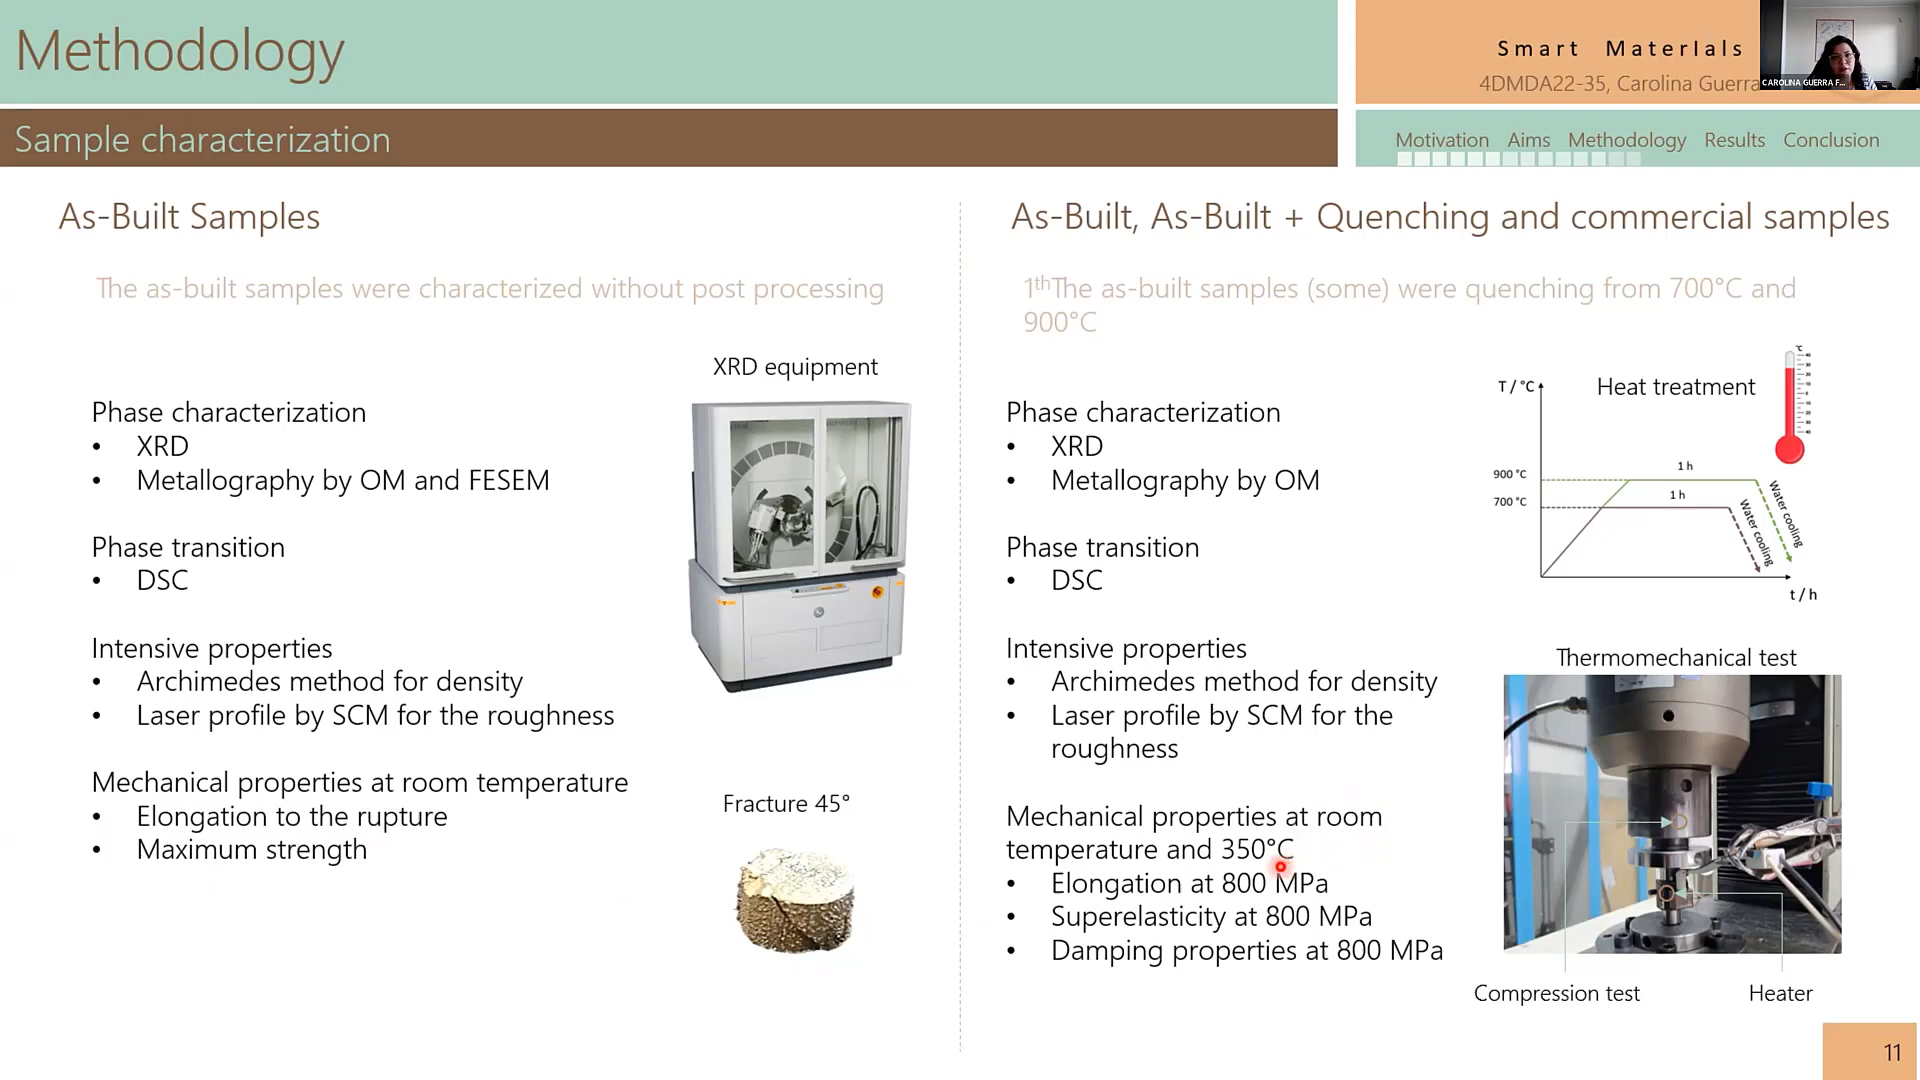 Methodology
Smart Materials
4DMDA22-35, Carolina Guerra
CAROLINA GUERRA F...
Sample characterization
Motivation Aims Methodology Results Conclusion
As-Built Samples
The as-built samples were characterized without post processing
XRD equipment
Phase characterization
• XRD
• Metallography by OM and FESEM
Phase transition
• DSC
Intensive properties
• Archimedes method for density
• Laser profile by SCM for the roughness
Mechanical properties at room temperature
• Elongation to the rupture
• Maximum strength
Fracture 45°
As-Built, As-Built + Quenching and commercial samples
1thThe as-built samples (some) were quenching from 700°C and
900°C
Phase characterization
• XRD
• Metallography by OM
Phase transition
• DSC
Intensive properties
• Archimedes method for density
• Laser profile by SCM for the
roughness
Mechanical properties at room
temperature and 350°C
• Elongation at 800 MPa
• Superelasticity at 800 MPa
• Damping properties at 800 MPa
T / °C
Heat treatment
°C
900 °C
1 h
700 °C
1 h
Water cooling
Water cooling
t / h
Thermomechanical test
Compression test
Heater
11